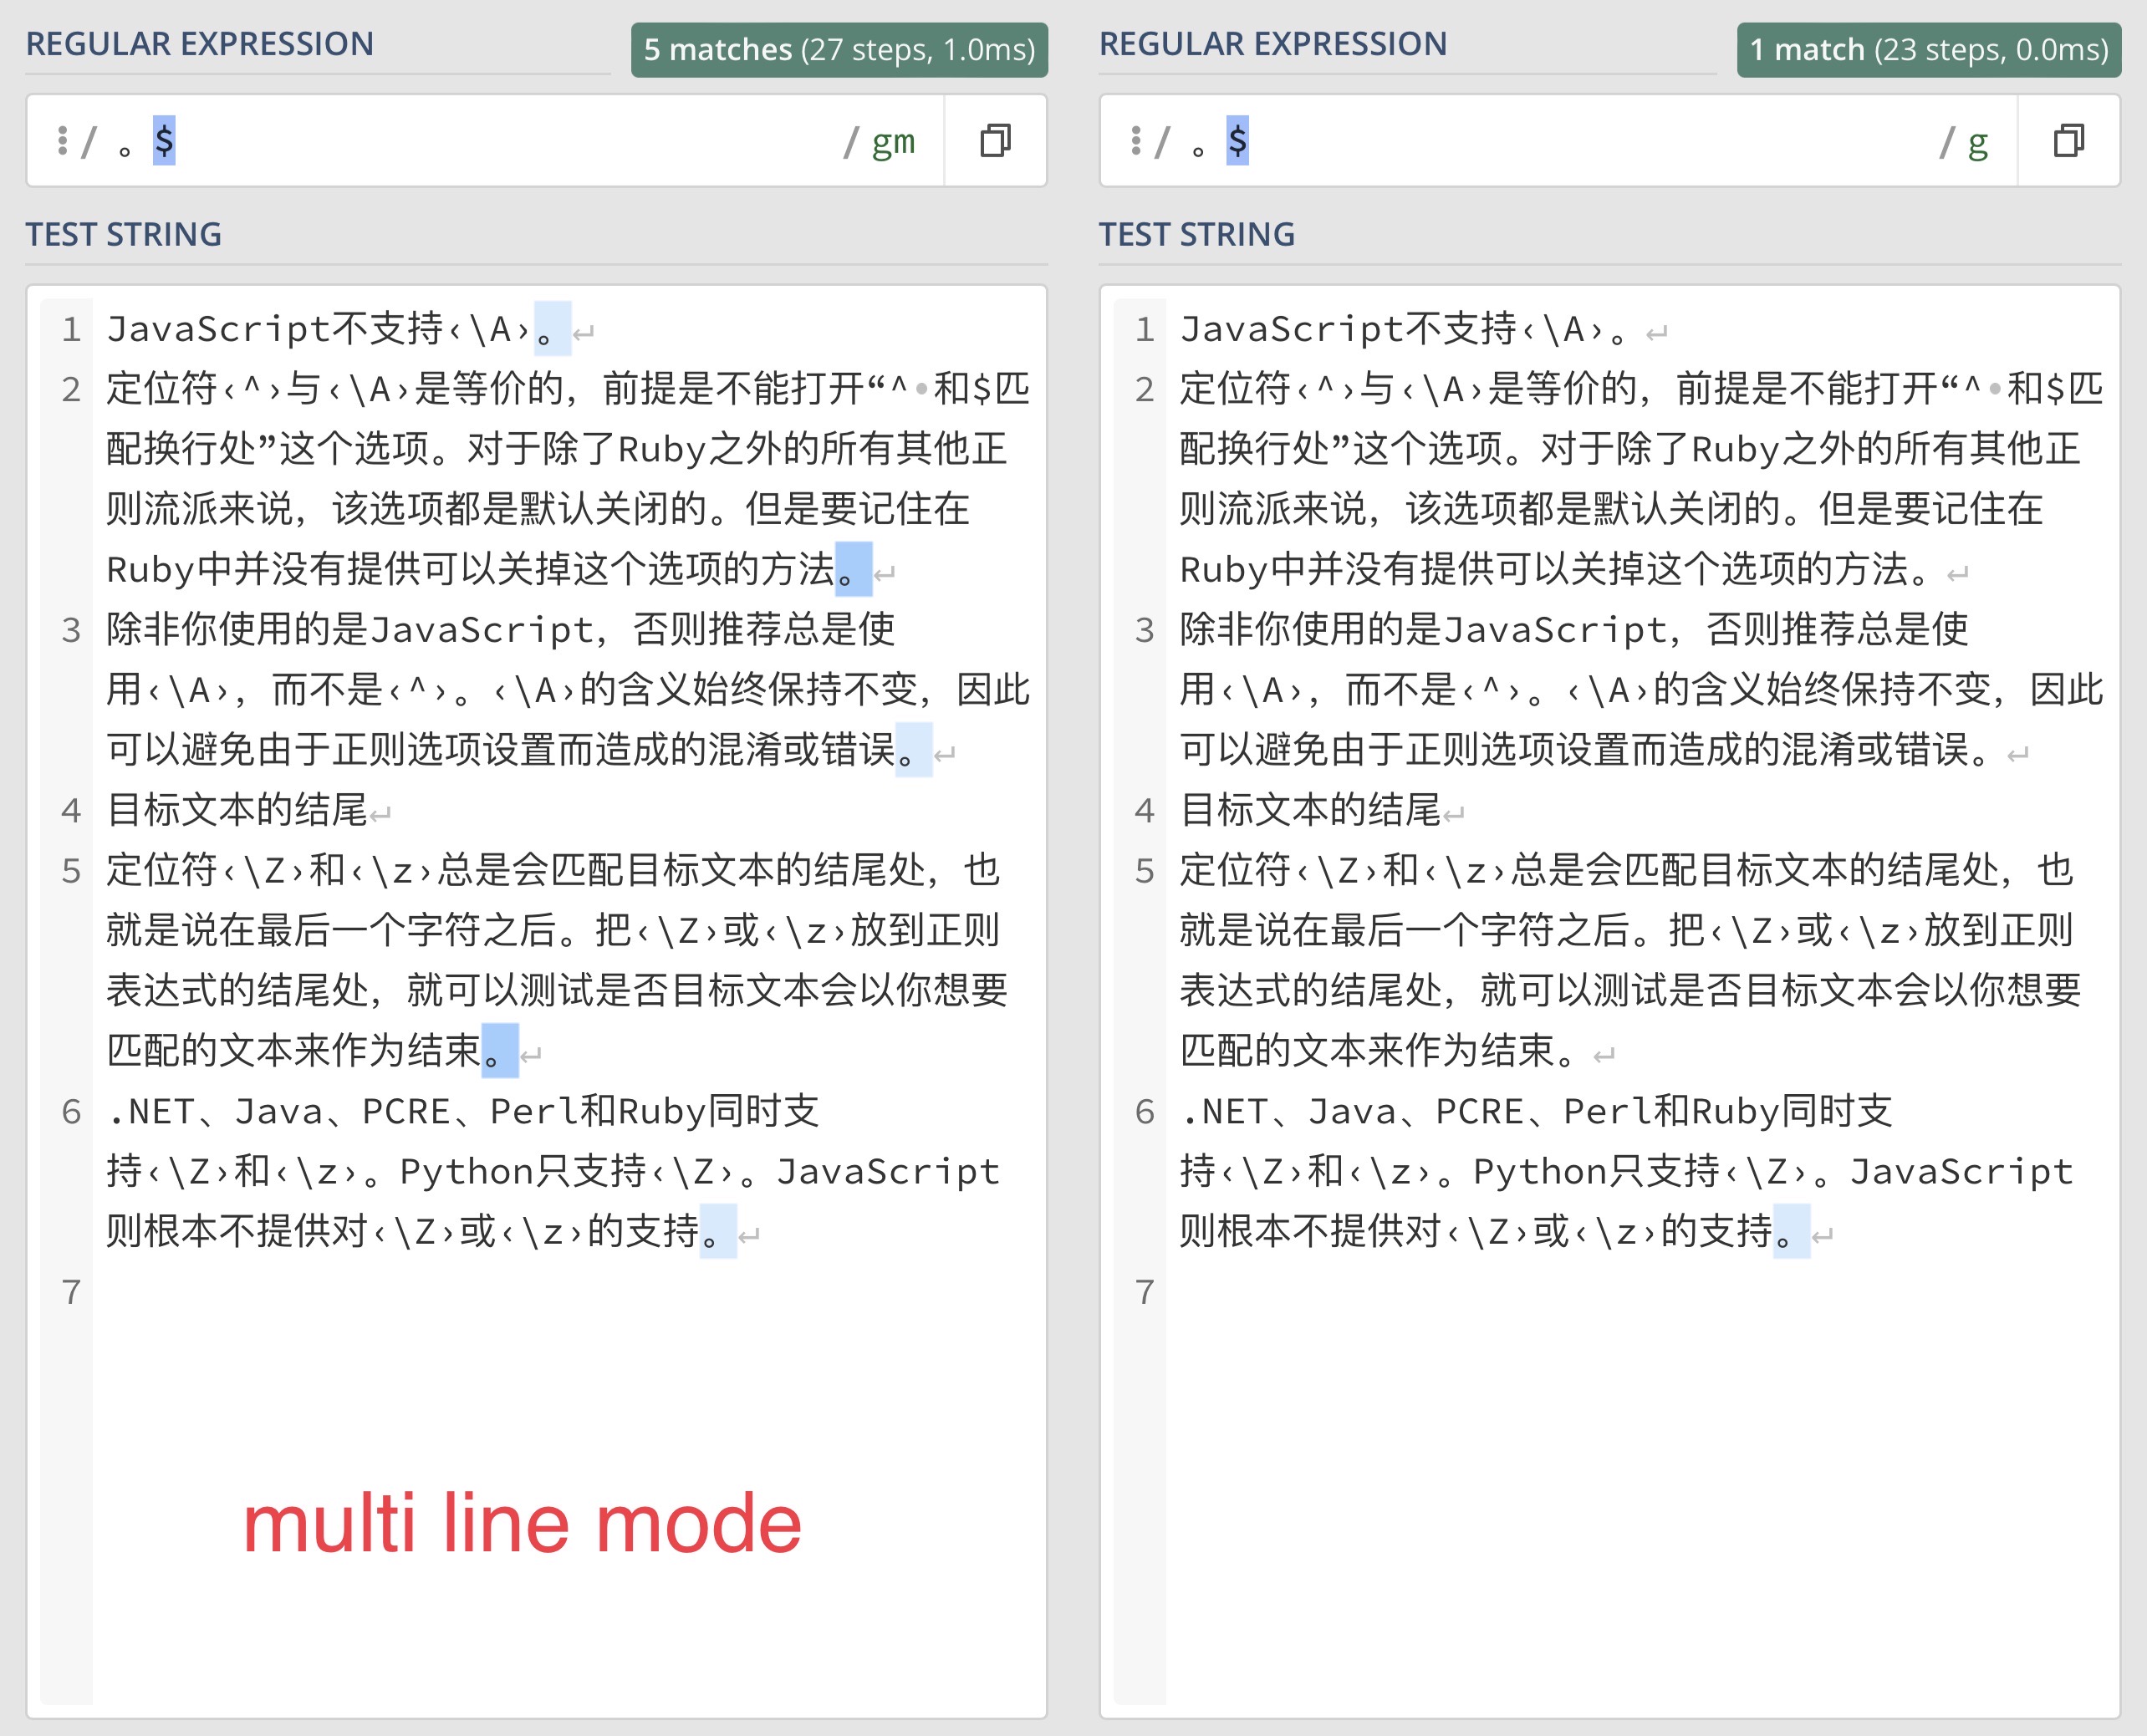 REGULAR EXPRESSION
5 matches (27 steps, 1.0ms)
/ 。$ / gm
TEST STRING
1 JavaScript不支持‹\A›。↵
2 定位符‹^›与‹\A›是等价的，前提是不能打开“^•和$匹
配换行处”这个选项。对于除了Ruby之外的所有其他正
则流派来说，该选项都是默认关闭的。但是要记住在
Ruby中并没有提供可以关掉这个选项的方法。↵
3 除非你使用的是JavaScript，否则推荐总是使
用‹\A›，而不是‹^›。‹\A›的含义始终保持不变，因此
可以避免由于正则选项设置而造成的混淆或错误。↵
4 目标文本的结尾↵
5 定位符‹\Z›和‹\z›总是会匹配目标文本的结尾处，也
就是说在最后一个字符之后。把‹\Z›或‹\z›放到正则
表达式的结尾处，就可以测试是否目标文本会以你想要
匹配的文本来作为结束。↵
6 .NET、Java、PCRE、Perl和Ruby同时支
持‹\Z›和‹\z›。Python只支持‹\Z›。JavaScript
则根本不提供对‹\Z›或‹\z›的支持。↵
7
multi line mode
REGULAR EXPRESSION
1 match (23 steps, 0.0ms)
/ 。$ / g
TEST STRING
1 JavaScript不支持‹\A›。↵
2 定位符‹^›与‹\A›是等价的，前提是不能打开“^•和$匹
配换行处”这个选项。对于除了Ruby之外的所有其他正
则流派来说，该选项都是默认关闭的。但是要记住在
Ruby中并没有提供可以关掉这个选项的方法。↵
3 除非你使用的是JavaScript，否则推荐总是使
用‹\A›，而不是‹^›。‹\A›的含义始终保持不变，因此
可以避免由于正则选项设置而造成的混淆或错误。↵
4 目标文本的结尾↵
5 定位符‹\Z›和‹\z›总是会匹配目标文本的结尾处，也
就是说在最后一个字符之后。把‹\Z›或‹\z›放到正则
表达式的结尾处，就可以测试是否目标文本会以你想要
匹配的文本来作为结束。↵
6 .NET、Java、PCRE、Perl和Ruby同时支
持‹\Z›和‹\z›。Python只支持‹\Z›。JavaScript
则根本不提供对‹\Z›或‹\z›的支持。↵
7